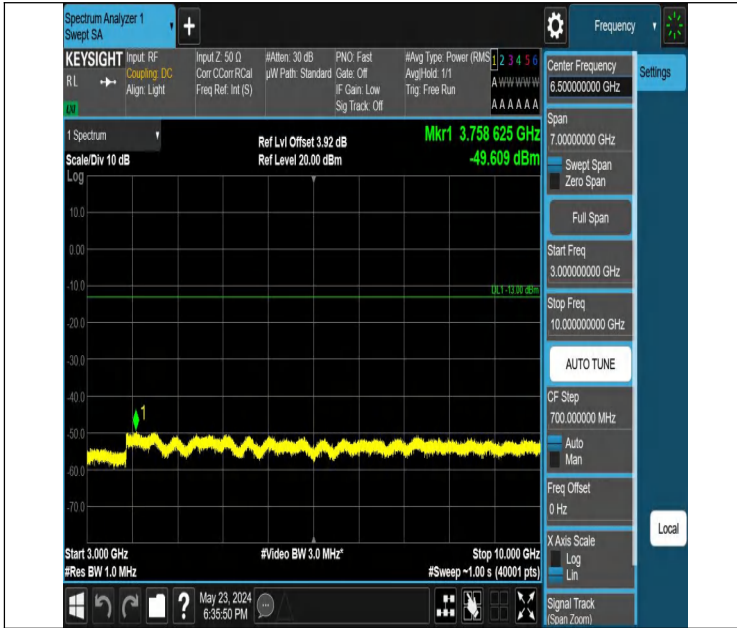 Spectrum Analyzer 1
Swept SA
+
Frequency
KEYSIGHT
RL
Input: RF
Coupling: DC
Align: Light
Input Z: 50 Ω
Corr CCorr RCal
Freq Ref: Int (S)
#Atten: 30 dB
µW Path: Standard
PNO: Fast
Gate: Off
IF Gain: Low
Sig Track: Off
#Avg Type: Power (RMS
Avg|Hold: 1/1
Trig: Free Run
1 2 3 4 5 6
A W W W W W
A A A A A A
Center Frequency
6.500000000 GHz
Settings
Span
7.00000000 GHz
Swept Span
Zero Span
Full Span
Start Freq
3.000000000 GHz
Stop Freq
10.000000000 GHz
AUTO TUNE
CF Step
700.000000 MHz
Auto
Man
Freq Offset
0 Hz
X Axis Scale
Log
Lin
Signal Track
(Span Zoom)
Local
1 Spectrum
Scale/Div 10 dB
Log
Ref Lvl Offset 3.92 dB
Ref Level 20.00 dBm
Mkr1 3.758 625 GHz
-49.609 dBm
10.0
0.00
-10.0
DL1 -13.00 dBm
-20.0
-30.0
-40.0
1
-50.0
-60.0
-70.0
Start 3.000 GHz
#Res BW 1.0 MHz
#Video BW 3.0 MHz*
Stop 10.000 GHz
#Sweep ~1.00 s (40001 pts)
?
May 23, 2024
6:35:50 PM